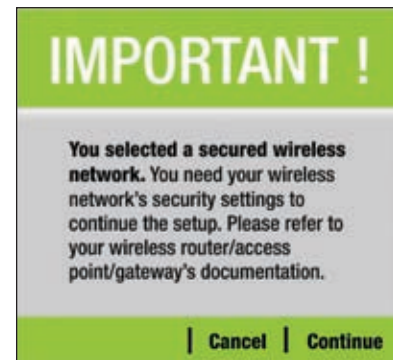 IMPORTANT !
You selected a secured wireless
network. You need your wireless
network's security settings to
continue the setup. Please refer to
your wireless router/access
point/gateway's documentation.
| Cancel | Continue